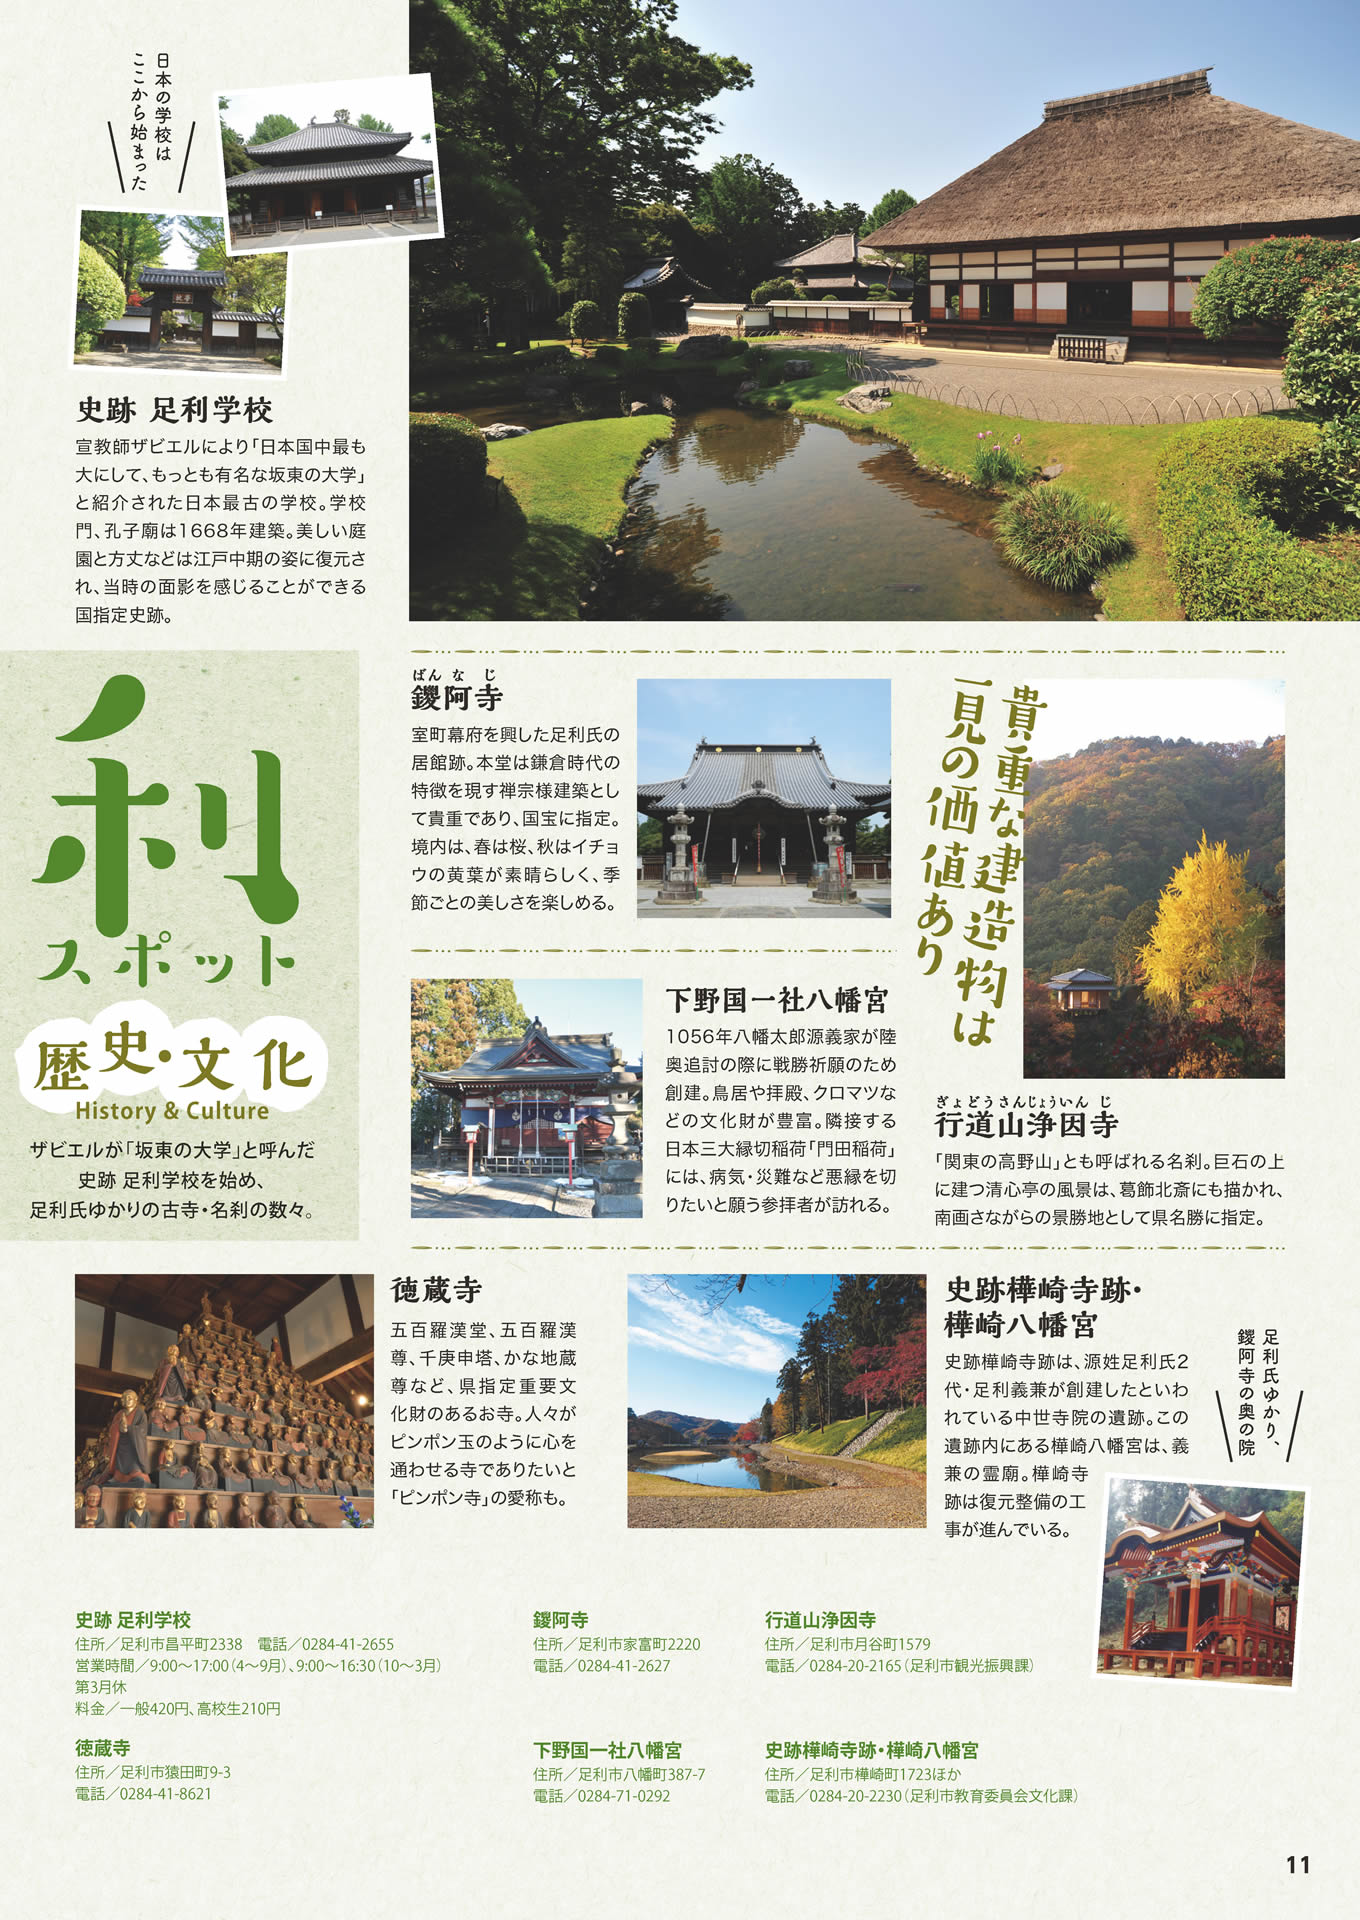 日本の学校は
ここから始まった
史跡 足利学校
宣教師ザビエルにより「日本国中最も
大にして、もっとも有名な坂東の大学」
と紹介された日本最古の学校。学校
門、孔子廟は1668年建築。美しい庭
園と方丈などは江戸中期の姿に復元さ
れ、当時の面影を感じることができる
国指定史跡。
利
スポット
歴史・文化
History & Culture
ザビエルが「坂東の大学」と呼んだ
史跡 足利学校を始め、
足利氏ゆかりの古寺・名刹の数々。
ばんなじ
鑁阿寺
室町幕府を興した足利氏の
居館跡。本堂は鎌倉時代の
特徴を現す禅宗様建築とし
て貴重であり、国宝に指定。
境内は、春は桜、秋はイチョ
ウの黄葉が素晴らしく、季
節ごとの美しさを楽しめる。
貴重な建造物は
一見の価値あり
下野国一社八幡宮
1056年八幡太郎源義家が陸
奥追討の際に戦勝祈願のため
創建。鳥居や拝殿、クロマツな
どの文化財が豊富。隣接する
日本三大縁切稲荷「門田稲荷」
には、病気・災難など悪縁を切
りたいと願う参拝者が訪れる。
ぎょどうさんじょういんじ
行道山浄因寺
「関東の高野山」とも呼ばれる名刹。巨石の上
に建つ清心亭の風景は、葛飾北斎にも描かれ、
南画さながらの景勝地として県名勝に指定。
徳蔵寺
五百羅漢堂、五百羅漢
尊、千庚申塔、かな地蔵
尊など、県指定重要文
化財のあるお寺。人々が
ピンポン玉のように心を
通わせる寺でありたいと
「ピンポン寺」の愛称も。
史跡樺崎寺跡・
樺崎八幡宮
史跡樺崎寺跡は、源姓足利氏2
代・足利義兼が創建したといわ
れている中世寺院の遺跡。この
遺跡内にある樺崎八幡宮は、義
兼の霊廟。樺崎寺
跡は復元整備の工
事が進んでいる。
足利氏ゆかり、
鑁阿寺の奥の院
史跡 足利学校
住所／足利市昌平町2338　電話／0284-41-2655
営業時間／9:00〜17:00（4〜9月）、9:00〜16:30（10〜3月）
第3月休
料金／一般420円、高校生210円
鑁阿寺
住所／足利市家富町2220
電話／0284-41-2627
行道山浄因寺
住所／足利市月谷町1579
電話／0284-20-2165（足利市観光振興課）
徳蔵寺
住所／足利市猿田町9-3
電話／0284-41-8621
下野国一社八幡宮
住所／足利市八幡町387-7
電話／0284-71-0292
史跡樺崎寺跡・樺崎八幡宮
住所／足利市樺崎町1723ほか
電話／0284-20-2230（足利市教育委員会文化課）
11